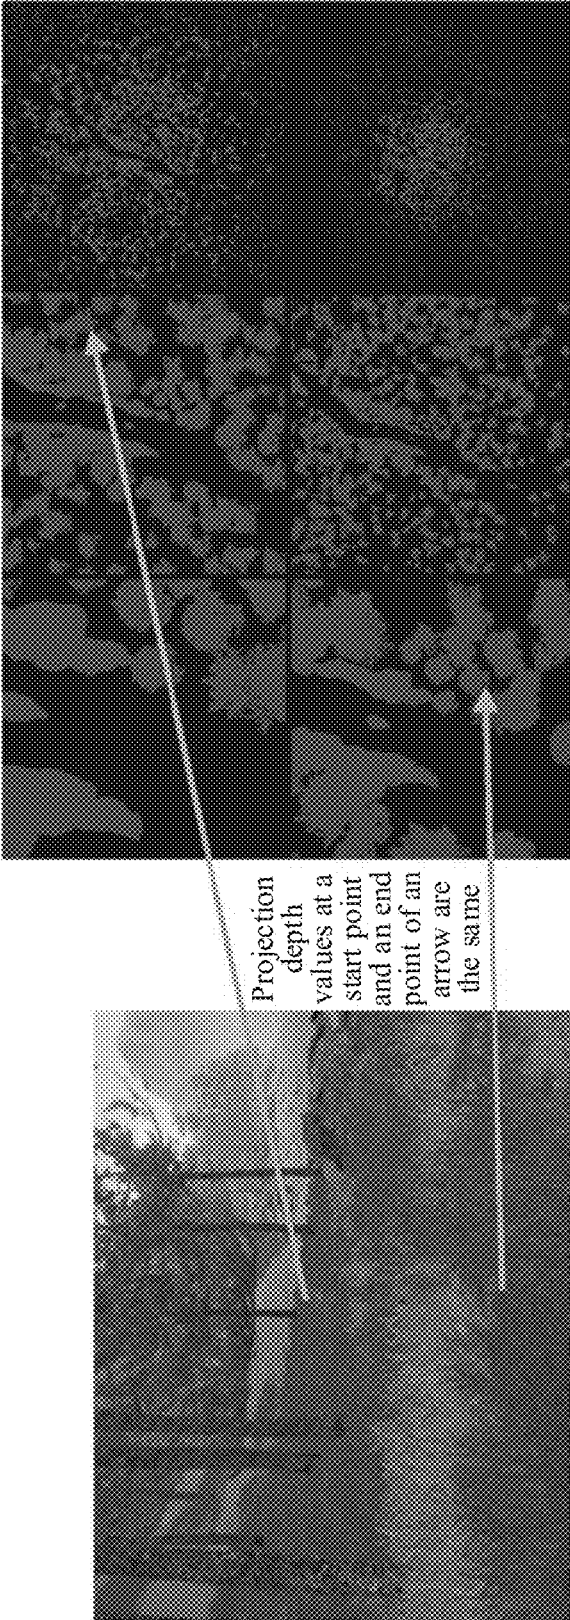 Projection
depth
values at a
start point
and an end
point of an
arrow are
the same